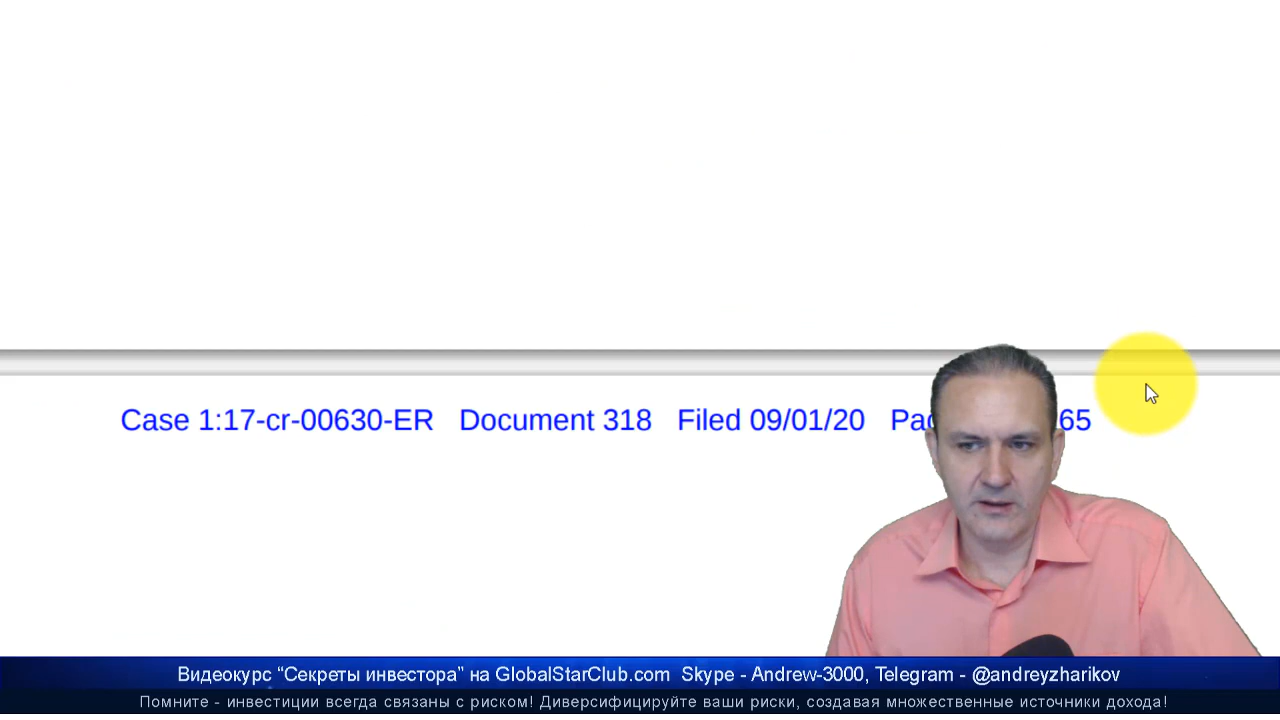 Case 1:17-cr-00630-ER Document 318 Filed 09/01/20 65
Видеокурс “Секреты инвестора” на GlobalStarClub.com Skype - Andrew-3000, Telegram - @andreyzharikov
Помните - инвестиции всегда связаны с риском! Диверсифицируйте ваши риски, создавая множественные источники дохода!